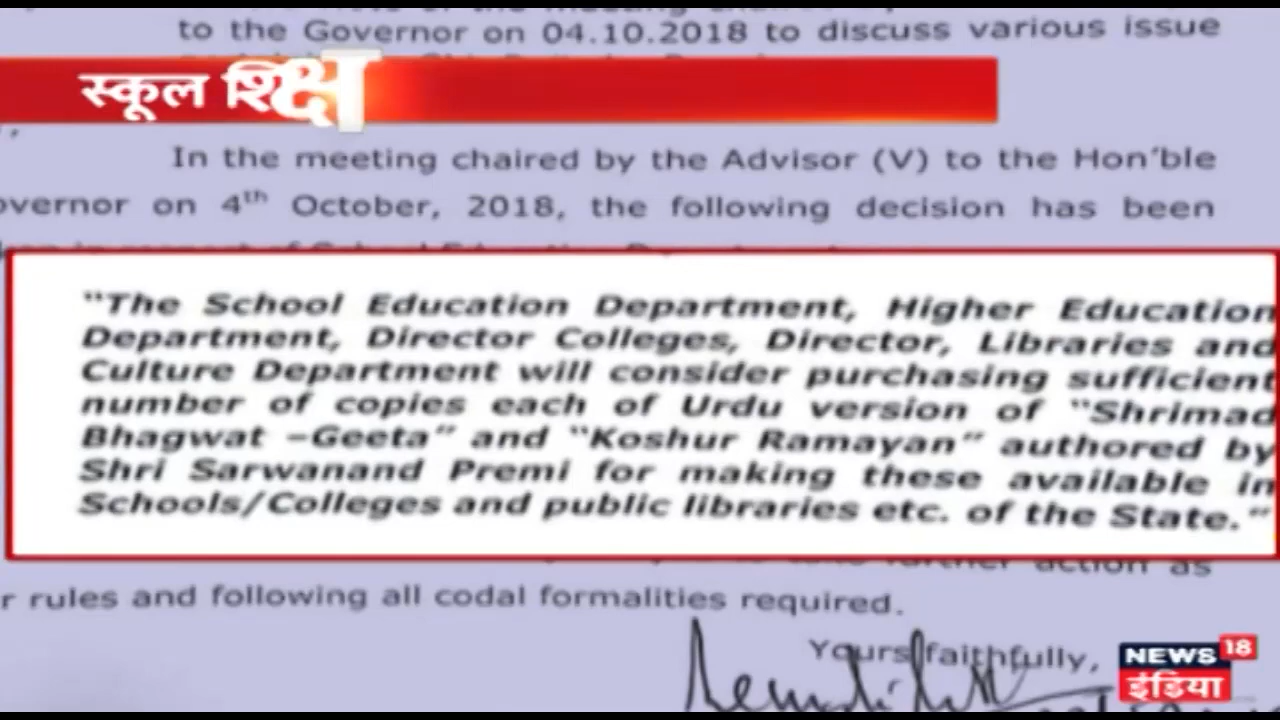 to the Governor on 04.10.2018 to discuss various issue
स्कूल शिक्ष
In the meeting chaired by the Advisor (V) to the Hon'ble
overnor on 4th October, 2018, the following decision has been
"The School Education Department, Higher Education
Department, Director Colleges, Director, Libraries and
Culture Department will consider purchasing sufficient
number of copies each of Urdu version of "Shrimad
Bhagwat –Geeta" and "Koshur Ramayan" authored by
Shri Sarwanand Premi for making these available in
Schools/Colleges and public libraries etc. of the State."
further action as
r rules and following all codal formalities required.
Yours faithfully,
NEWS 18
इंडिया